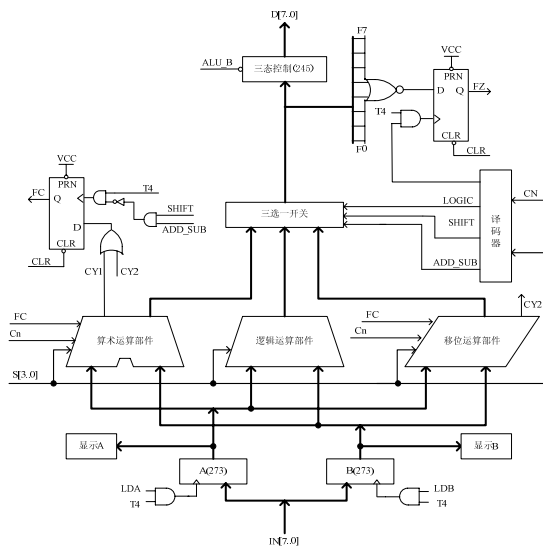 D[7..0]
F7
VCC
ALU_B
三态控制(245)
PRN
D
Q
FZ
T4
F0
CLR
CLR
VCC
FC
PRN
Q
T4
SHIFT
D
ADD_SUB
CLR
CLR
CY1
CY2
三选一开关
LOGIC
SHIFT
ADD_SUB
译码器
CN
CY2
FC
Cn
算术运算部件
逻辑运算部件
FC
Cn
移位运算部件
S[3..0]
显示A
显示B
A(273)
B(273)
LDA
T4
LDB
T4
IN[7..0]